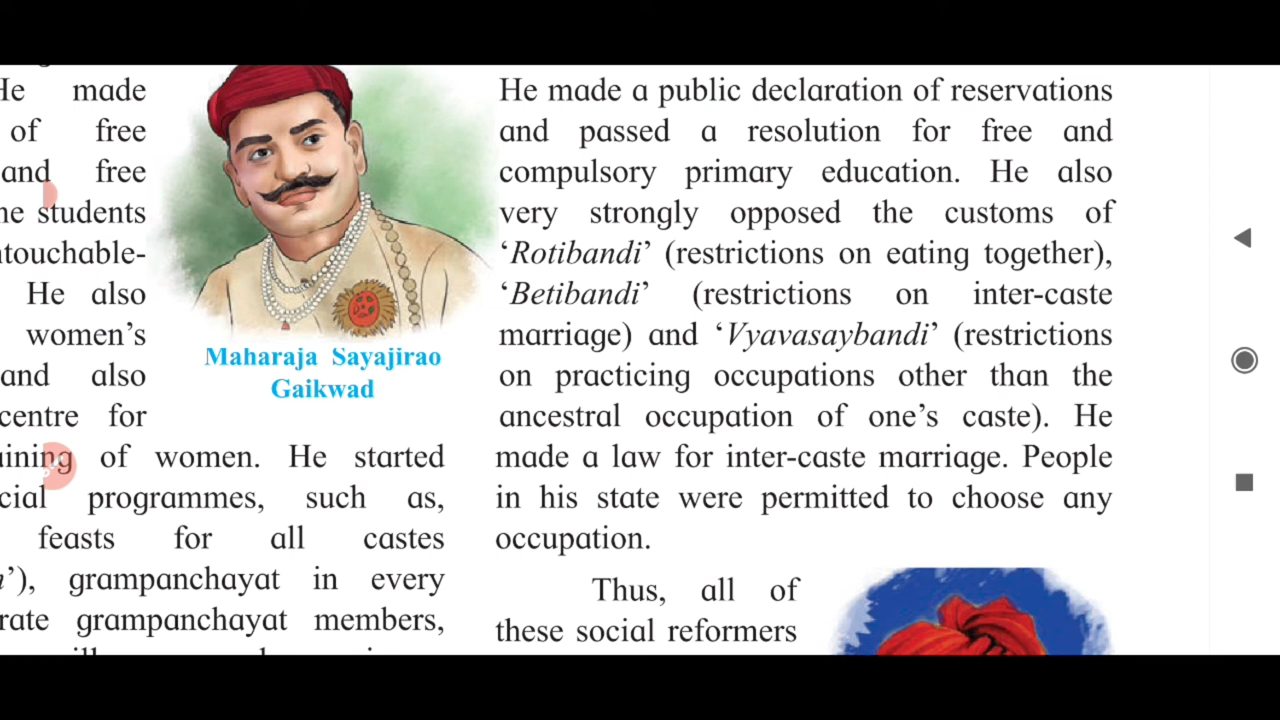 He made
of free
and free
students
He also
women's
and also
centre for
of women. He started
programmes, such as,
feasts for all castes
grampanchayat in every
grampanchayat members,
Maharaja Sayajirao
Gaikwad
He made a public declaration of reservations
and passed a resolution for free and
compulsory primary education. He also
very strongly opposed the customs of
‘Rotibandi’ (restrictions on eating together),
‘Betibandi’ (restrictions on inter-caste
marriage) and ‘Vyavasaybandi’ (restrictions
on practicing occupations other than the
ancestral occupation of one’s caste). He
made a law for inter-caste marriage. People
in his state were permitted to choose any
occupation.
Thus, all of
these social reformers